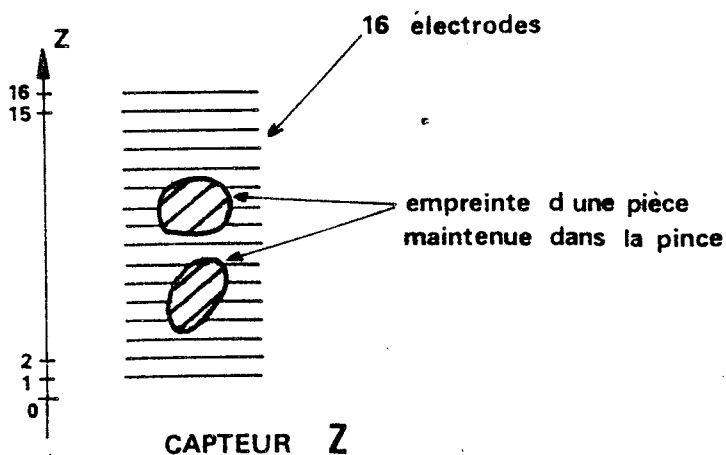 Z
16 électrodes
16
15
empreinte d une pièce
maintenue dans la pince
2
1
0
CAPTEUR Z